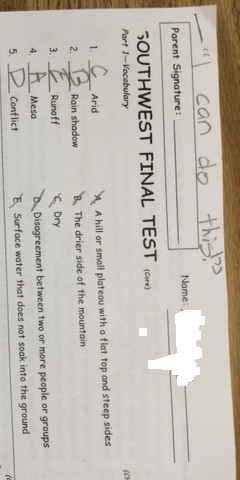 "I can do this!"
Parent Signature:
Name:
SOUTHWEST FINAL TEST (Core)
Part 1—Vocabulary
1. C Arid
2. B Rain shadow
3. E Runoff
4. A Mesa
5. D Conflict
A. A hill or small plateau with a flat top and steep sides
B. The drier side of the mountain
C. Dry
D. Disagreement between two or more people or groups
E. Surface water that does not soak into the ground